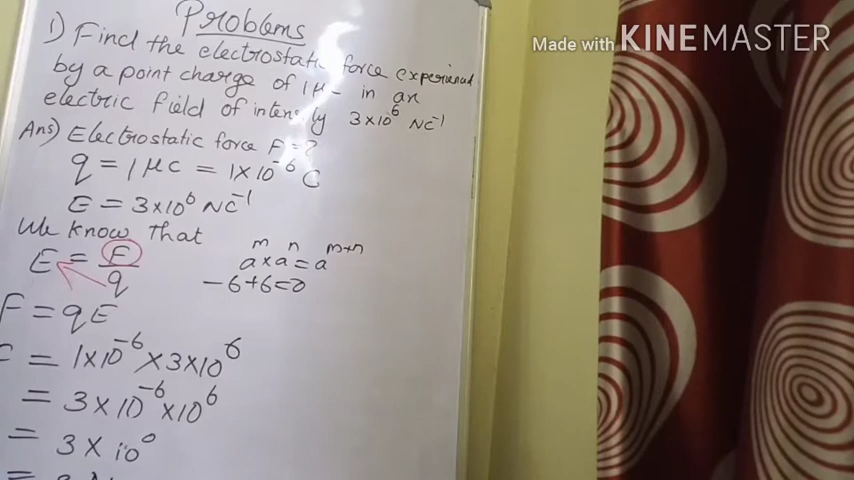 Problems
1) Find the electrostatic force experienced
by a point charge of 1μ in an
electric field of intensity 3×10⁶ NC⁻¹
Ans) Electrostatic force F=?
q = 1μC = 1×10⁻⁶ C
E = 3×10⁶ NC⁻¹
We know that
E = F/q
aᵐ×aⁿ=aᵐ⁺ⁿ
-6+6=0
F = qE
= 1×10⁻⁶×3×10⁶
= 3×10⁻⁶×10⁶
= 3×10⁰
=
Made with KINEMASTER